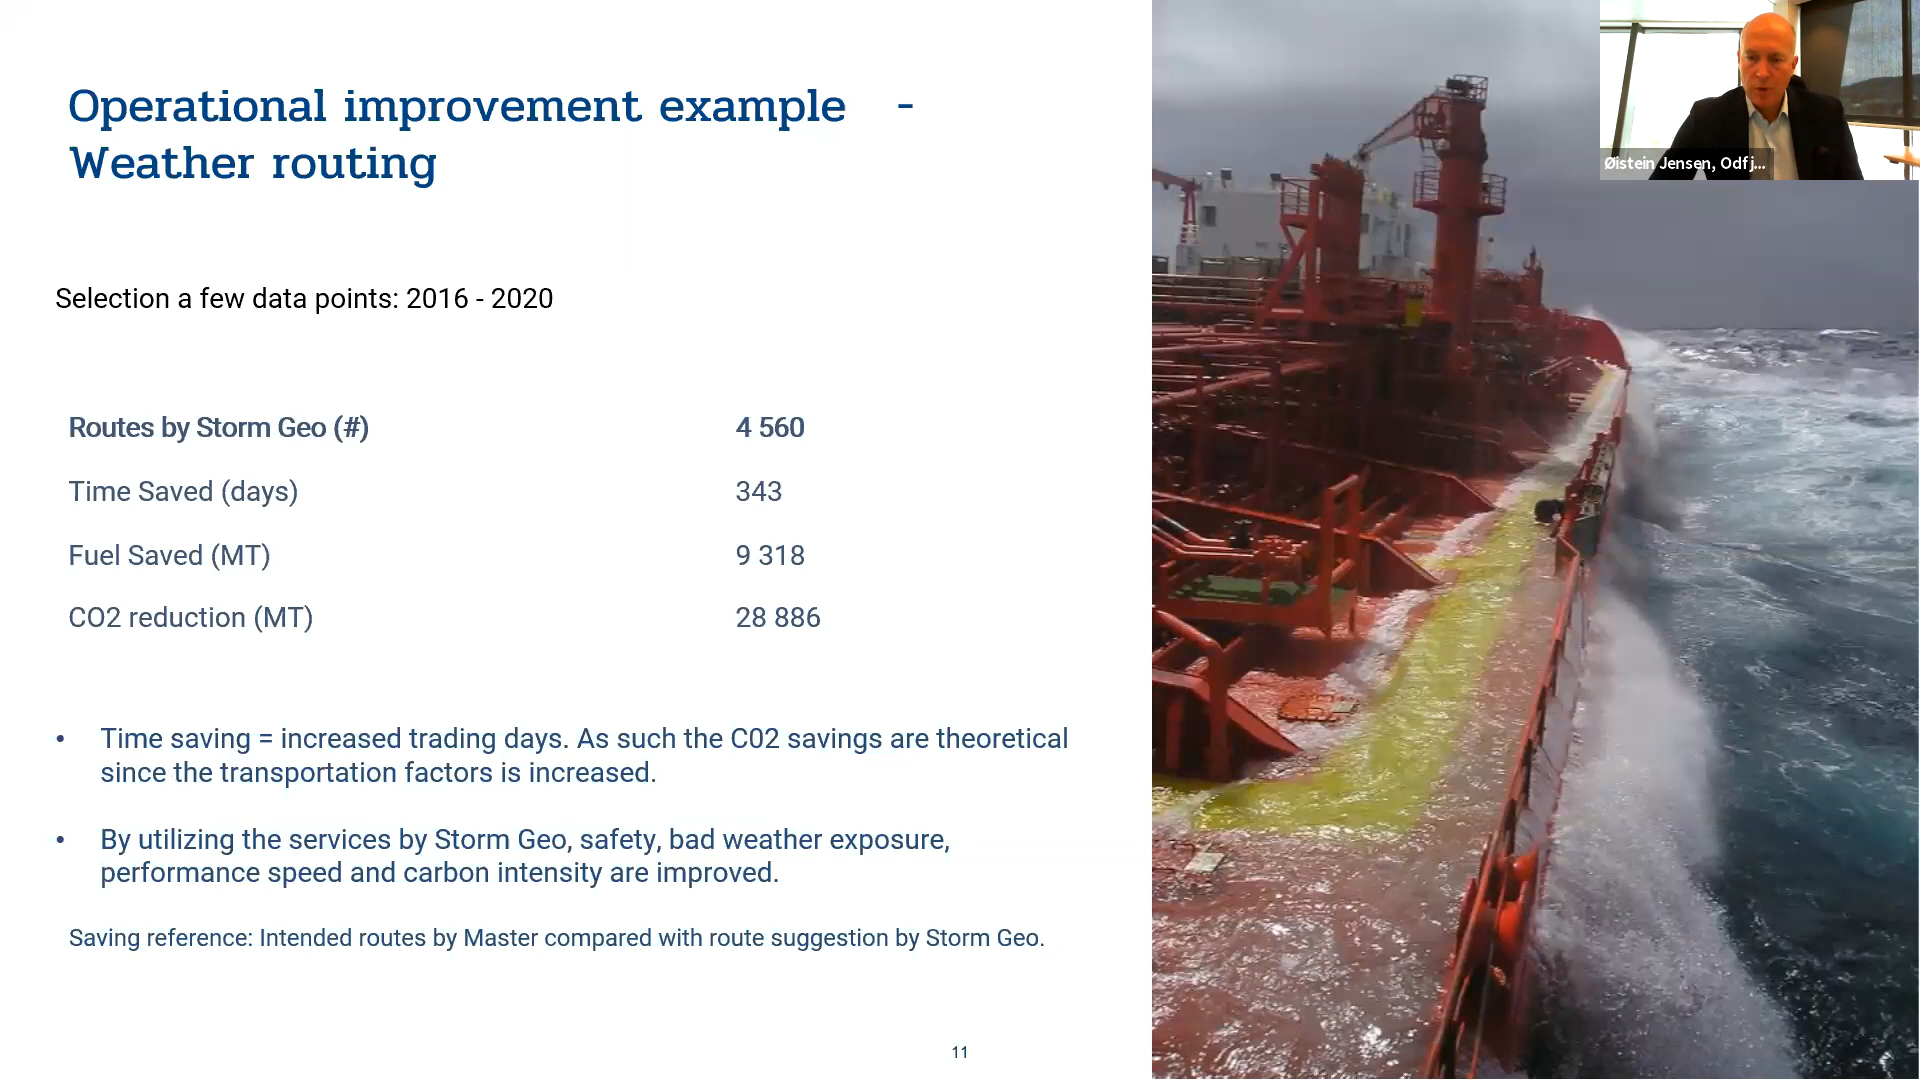 Operational improvement example -
Weather routing
Øistein Jensen, Odfj...
Selection a few data points: 2016 - 2020
Routes by Storm Geo (#) 4 560
Time Saved (days) 343
Fuel Saved (MT) 9 318
CO2 reduction (MT) 28 886
• Time saving = increased trading days. As such the C02 savings are theoretical
since the transportation factors is increased.
• By utilizing the services by Storm Geo, safety, bad weather exposure,
performance speed and carbon intensity are improved.
Saving reference: Intended routes by Master compared with route suggestion by Storm Geo.
11